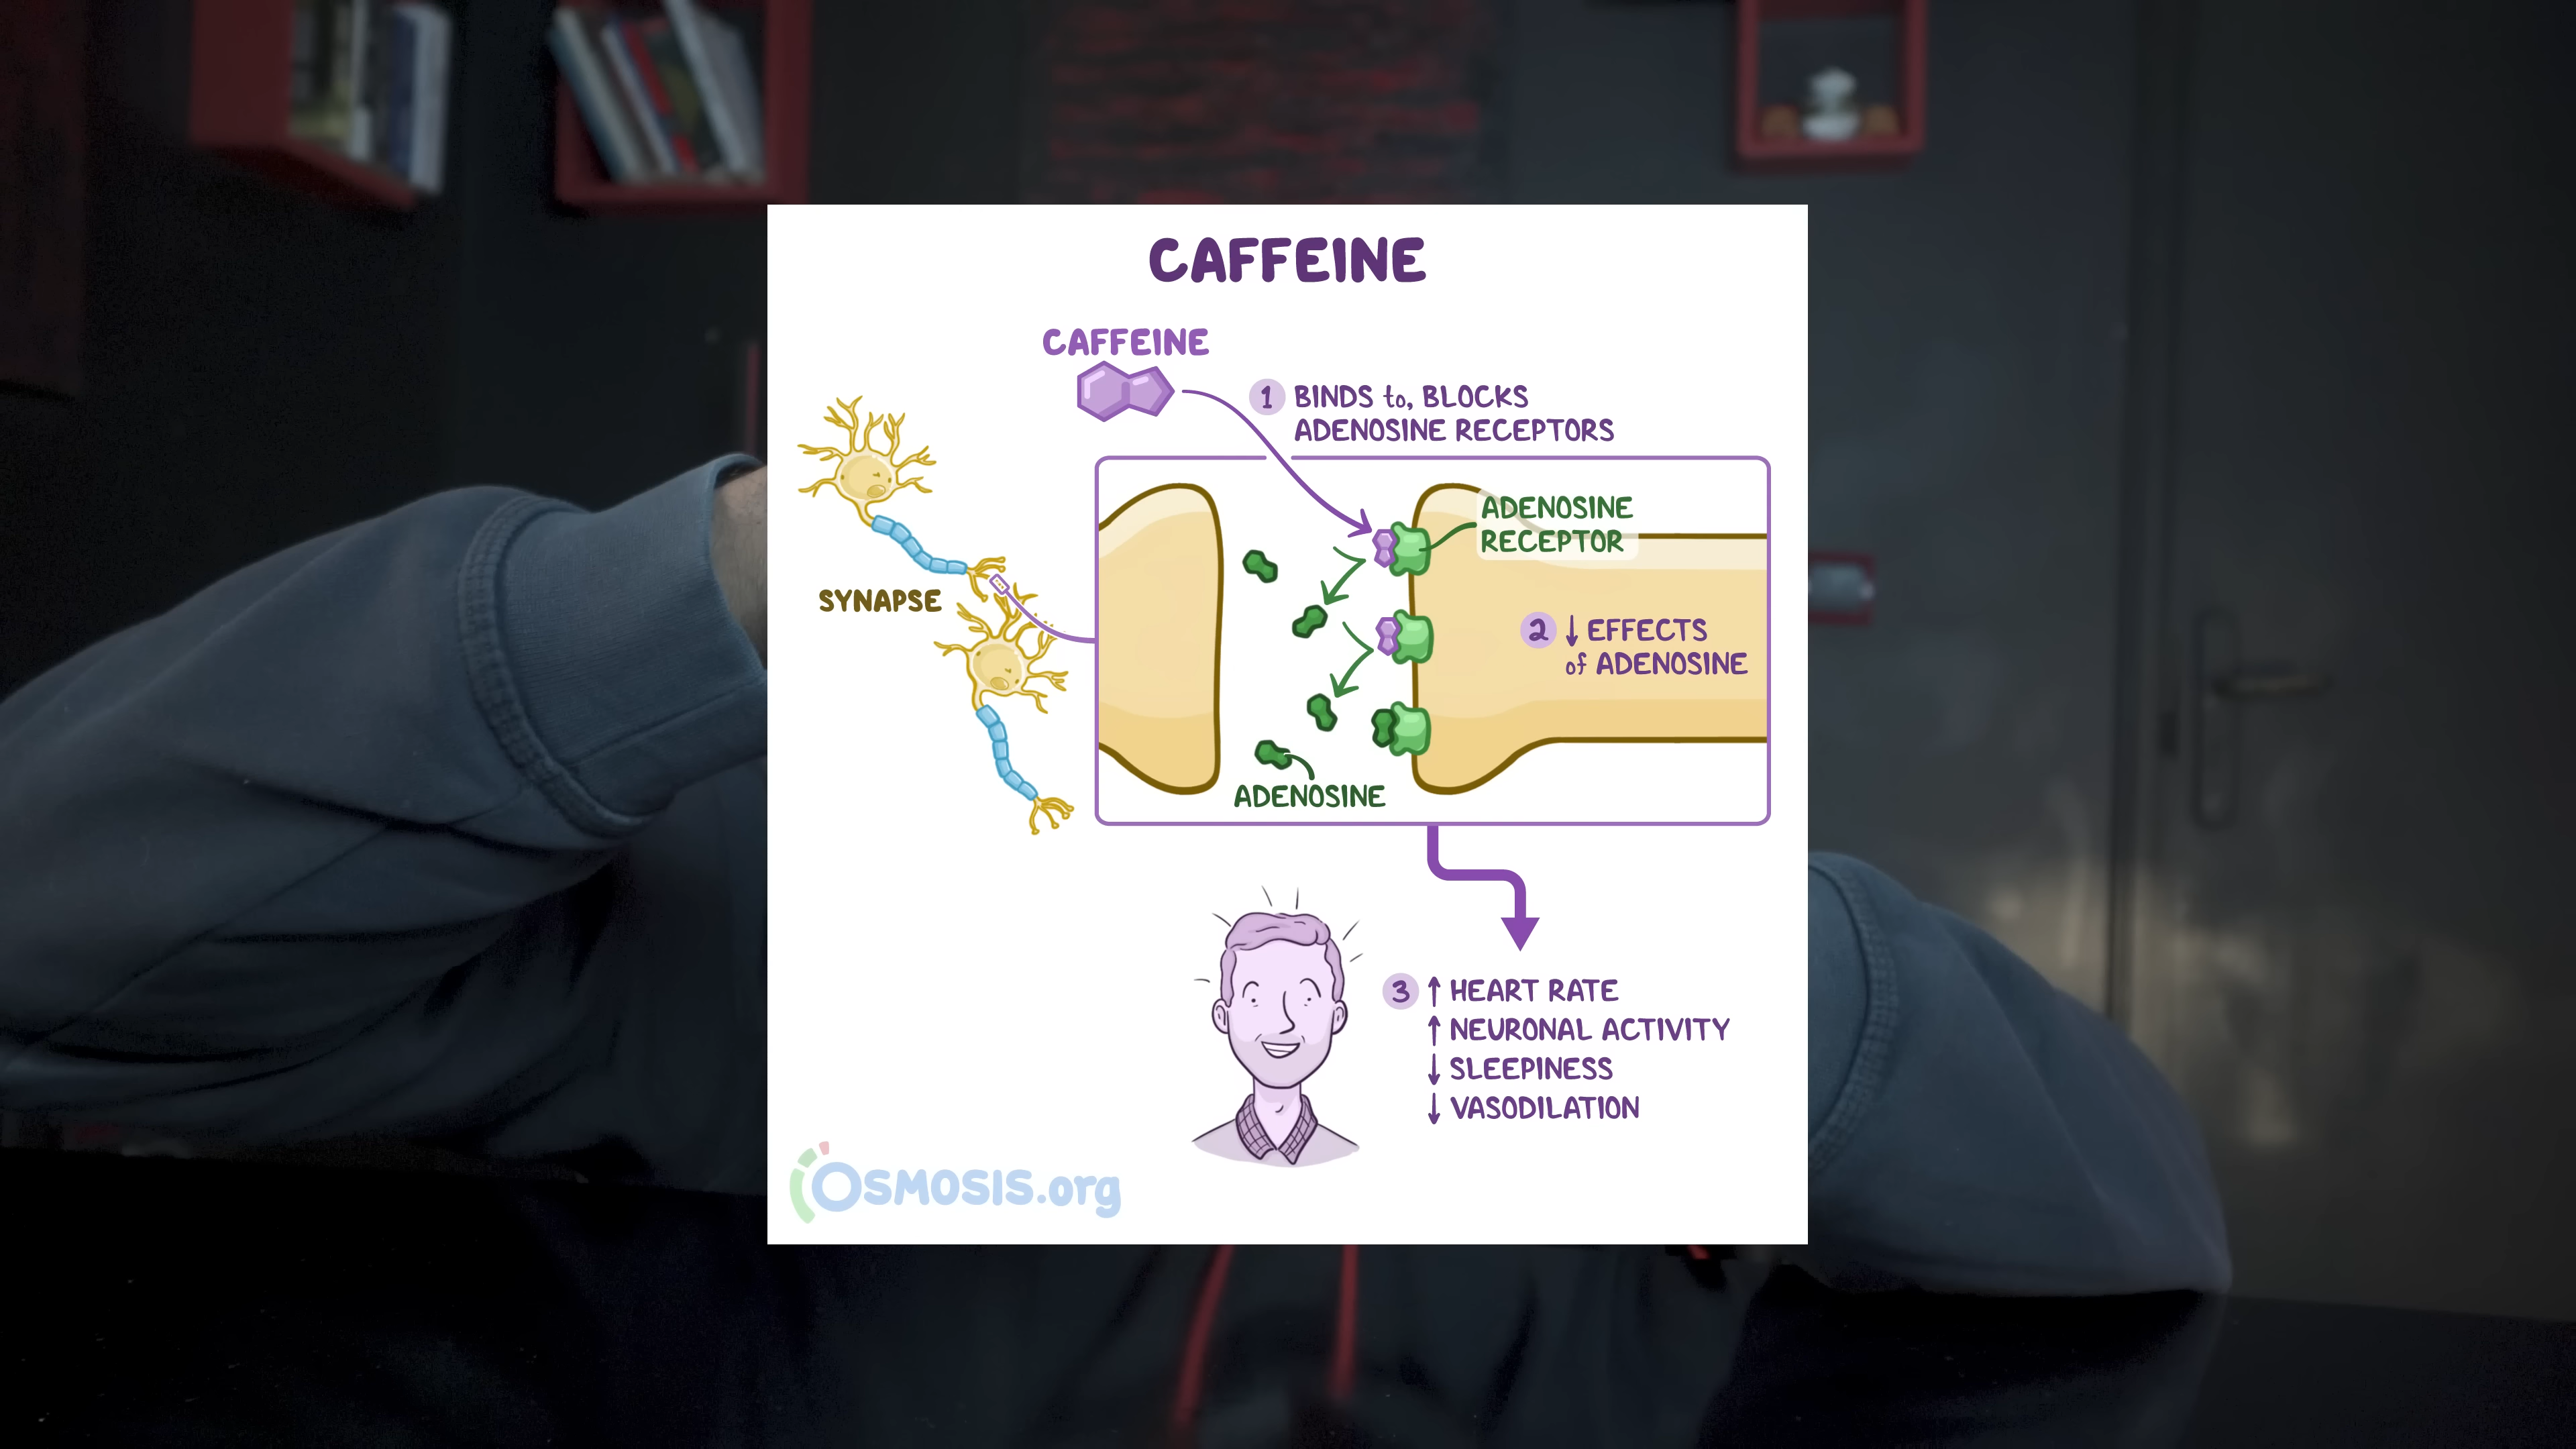 CAFFEINE
CAFFEINE
1 BINDS to, BLOCKS
ADENOSINE RECEPTORS
ADENOSINE
RECEPTOR
SYNAPSE
2 ↓ EFFECTS
of ADENOSINE
ADENOSINE
3 ↑ HEART RATE
↑ NEURONAL ACTIVITY
↓ SLEEPINESS
↓ VASODILATION
OSMOSIS.org